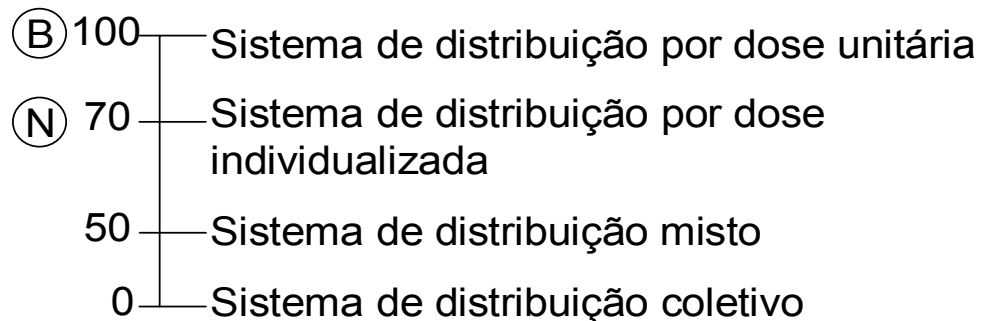 B 100 Sistema de distribuição por dose unitária
N 70 Sistema de distribuição por dose
individualizada
50 Sistema de distribuição misto
0 Sistema de distribuição coletivo